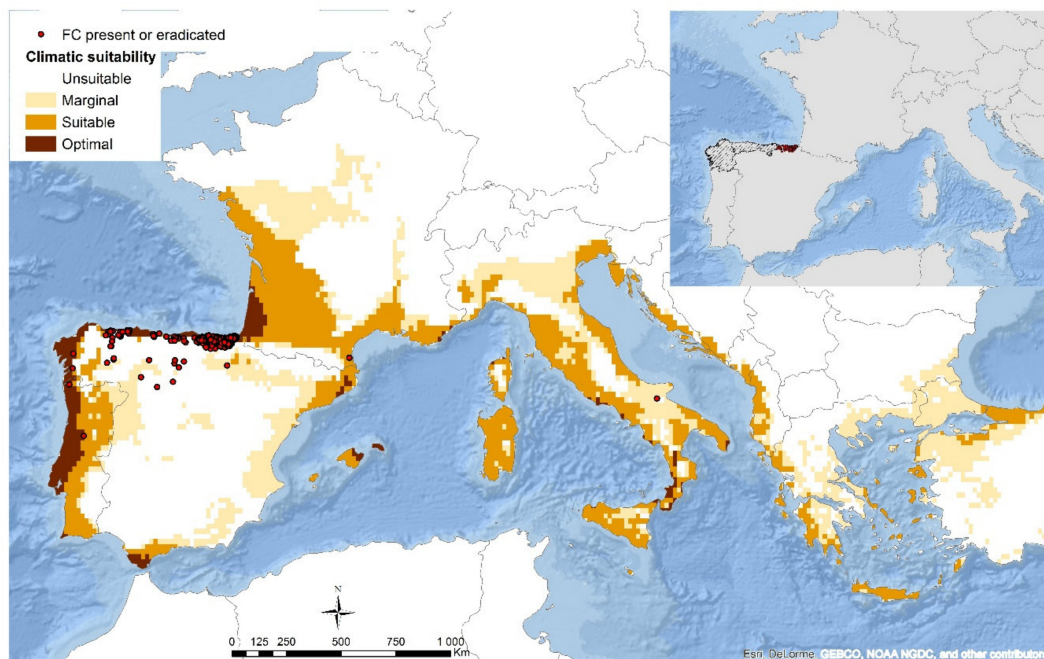 FC present or eradicated
Climatic suitability
Unsuitable
Marginal
Suitable
Optimal
N
0 125 250 500 750 1 000
Km
Esri, DeLorme, GEBCO, NOAA NGDC, and other contributors